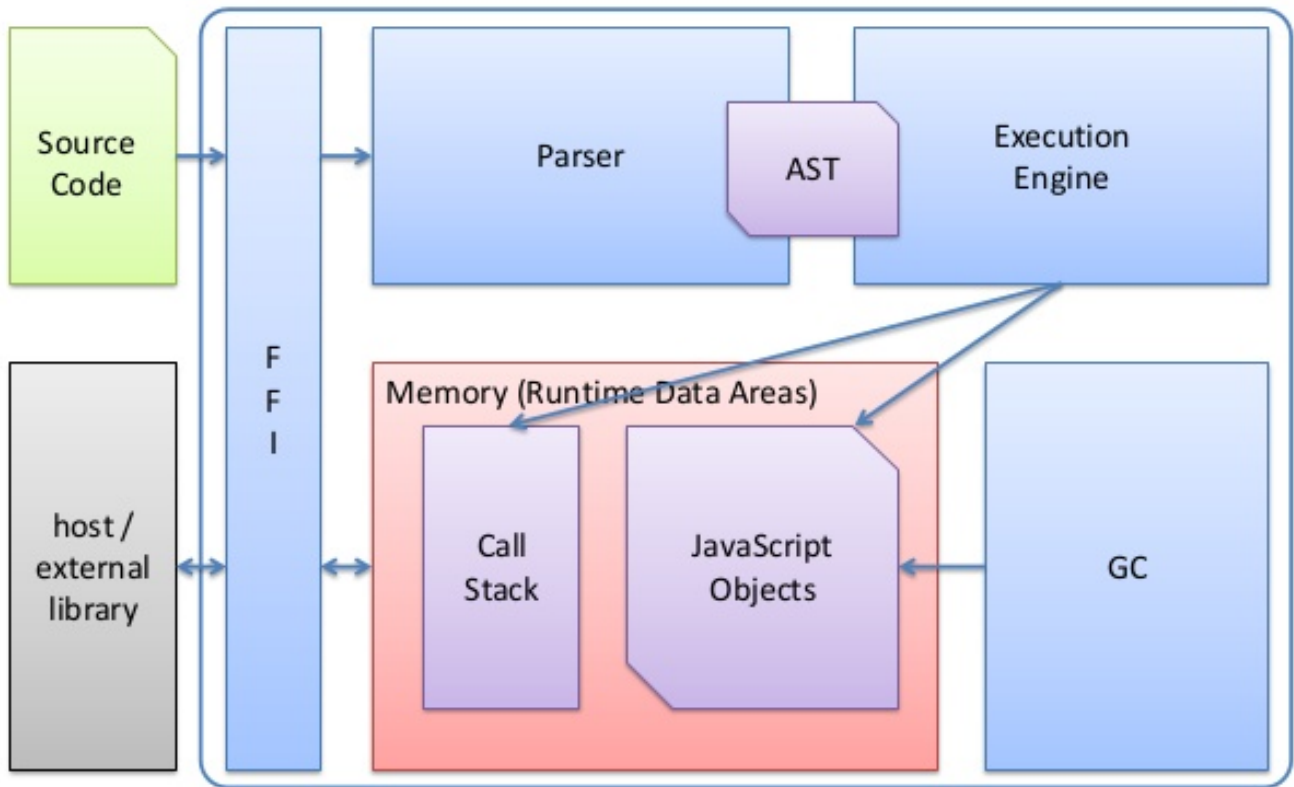 Source
Code
Parser
AST
Execution
Engine
F
F
I
Memory (Runtime Data Areas)
host /
external
library
Call
Stack
JavaScript
Objects
GC